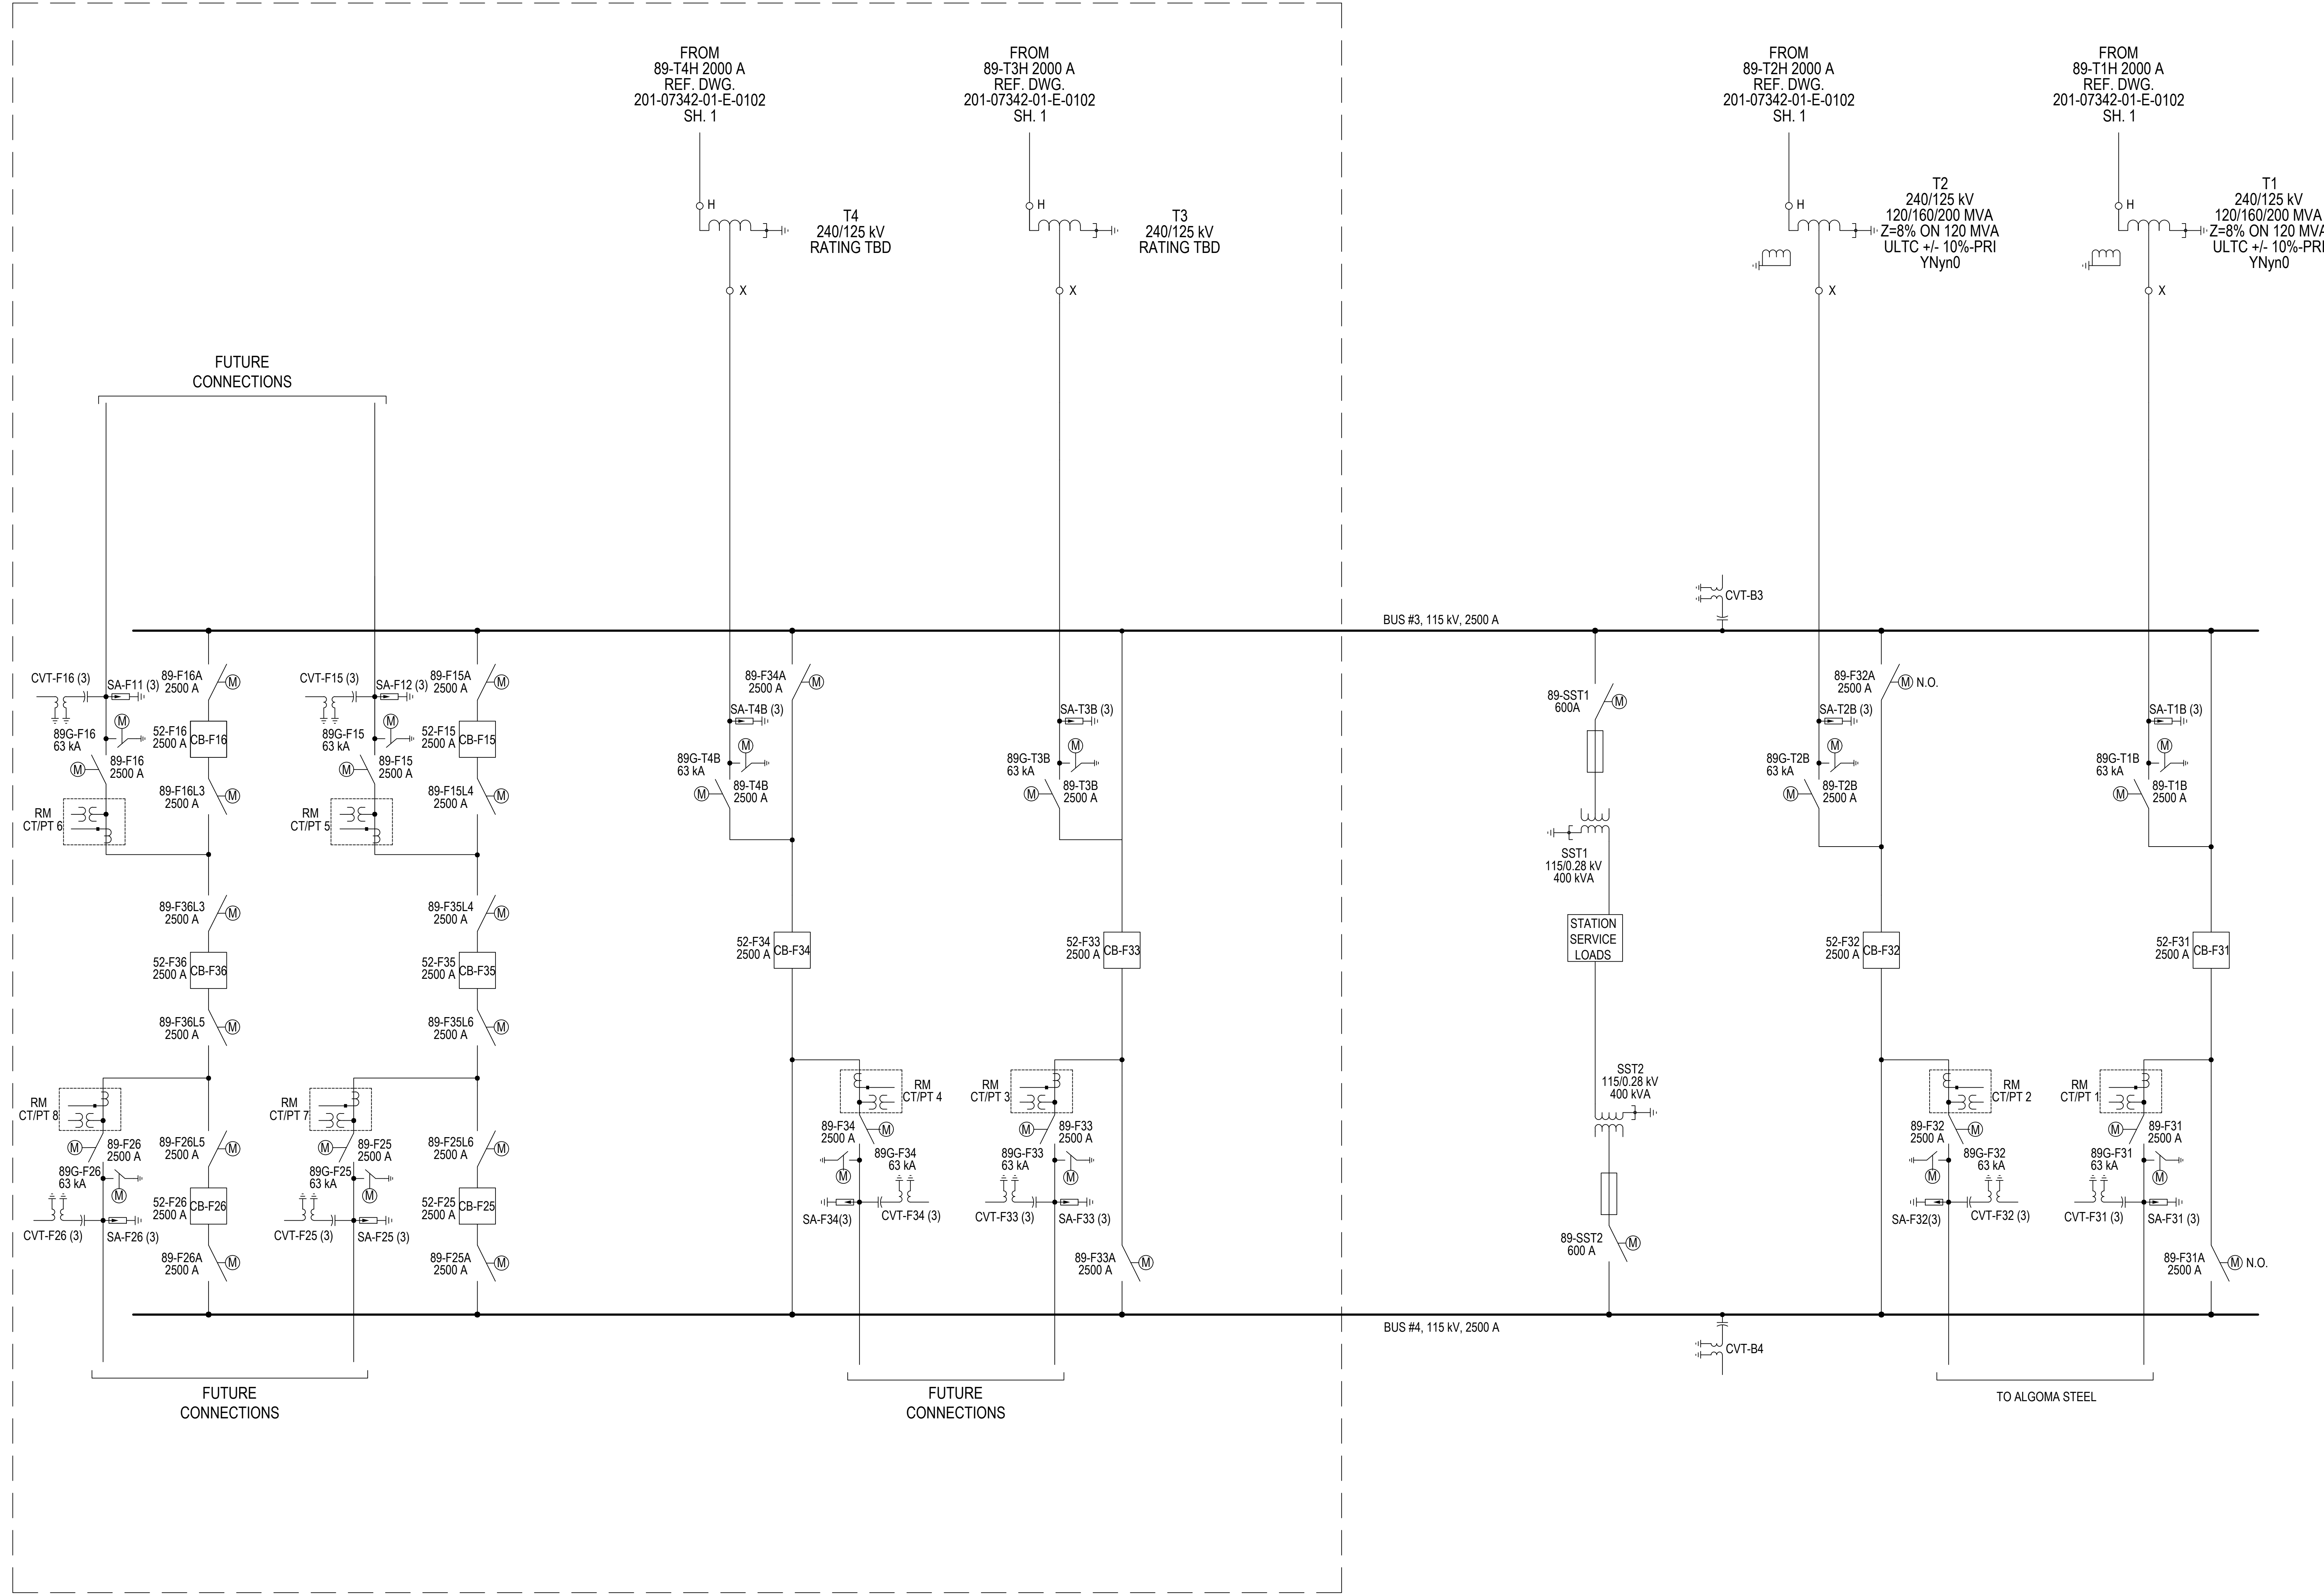 FROM
89-T4H 2000 A
REF. DWG.
201-07342-01-E-0102
SH. 1
FROM
89-T3H 2000 A
REF. DWG.
201-07342-01-E-0102
SH. 1
FROM
89-T2H 2000 A
REF. DWG.
201-07342-01-E-0102
SH. 1
FROM
89-T1H 2000 A
REF. DWG.
201-07342-01-E-0102
SH. 1
H
T4
240/125 kV
RATING TBD
X
H
T3
240/125 kV
RATING TBD
X
H
T2
240/125 kV
120/160/200 MVA
Z=8% ON 120 MVA
ULTC +/- 10%-PRI
YNyn0
X
H
T1
240/125 kV
120/160/200 MVA
Z=8% ON 120 MVA
ULTC +/- 10%-PRI
YNyn0
X
FUTURE
CONNECTIONS
CVT-B3
BUS #3, 115 kV, 2500 A
CVT-F16 (3)
SA-F11 (3)
89-F16A
2500 A
M
M
89G-F16
63 kA
52-F16
2500 A
CB-F16
M
89-F16
2500 A
89-F16L3
2500 A
M
RM
CT/PT 6
CVT-F15 (3)
SA-F12 (3)
89-F15A
2500 A
M
M
89G-F15
63 kA
52-F15
2500 A
CB-F15
M
89-F15
2500 A
89-F15L4
2500 A
M
RM
CT/PT 5
89-F34A
2500 A
M
SA-T4B (3)
M
89G-T4B
63 kA
M
89-T4B
2500 A
SA-T3B (3)
M
89G-T3B
63 kA
M
89-T3B
2500 A
89-SST1
600A
M
SST1
115/0.28 kV
400 kVA
89-F32A
2500 A
M N.O.
SA-T2B (3)
M
89G-T2B
63 kA
M
89-T2B
2500 A
SA-T1B (3)
M
89G-T1B
63 kA
M
89-T1B
2500 A
89-F36L3
2500 A
M
52-F36
2500 A
CB-F36
89-F36L5
2500 A
M
89-F35L4
2500 A
M
52-F35
2500 A
CB-F35
89-F35L6
2500 A
M
52-F34
2500 A
CB-F34
52-F33
2500 A
CB-F33
STATION
SERVICE
LOADS
52-F32
2500 A
CB-F32
52-F31
2500 A
CB-F31
RM
CT/PT 8
M
89-F26
2500 A
89-F26L5
2500 A
M
89G-F26
63 kA
M
52-F26
2500 A
CB-F26
CVT-F26 (3)
SA-F26 (3)
89-F26A
2500 A
M
RM
CT/PT 7
M
89-F25
2500 A
89-F25L6
2500 A
M
89G-F25
63 kA
M
52-F25
2500 A
CB-F25
CVT-F25 (3)
SA-F25 (3)
89-F25A
2500 A
M
RM
CT/PT 4
89-F34
2500 A
M
89G-F34
63 kA
M
SA-F34(3)
CVT-F34 (3)
RM
CT/PT 3
M
89-F33
2500 A
89G-F33
63 kA
M
CVT-F33 (3)
SA-F33 (3)
89-F33A
2500 A
M
SST2
115/0.28 kV
400 kVA
89-SST2
600 A
M
RM
CT/PT 2
89-F32
2500 A
M
89G-F32
63 kA
M
SA-F32(3)
CVT-F32 (3)
RM
CT/PT 1
M
89-F31
2500 A
89G-F31
63 kA
M
CVT-F31 (3)
SA-F31 (3)
89-F31A
2500 A
M N.O.
BUS #4, 115 kV, 2500 A
CVT-B4
FUTURE
CONNECTIONS
FUTURE
CONNECTIONS
TO ALGOMA STEEL